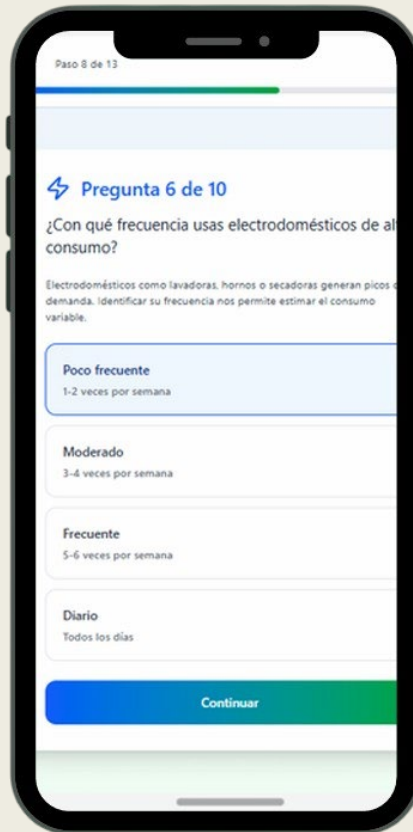 Paso 8 de 13
Pregunta 6 de 10
¿Con qué frecuencia usas electrodomésticos de
consumo?
Electrodomésticos como lavadoras, hornos o secadoras generan picos
demanda. Identificar su frecuencia nos permite estimar el consumo
variable.
Poco frecuente
1-2 veces por semana
Moderado
3-4 veces por semana
Frecuente
5-6 veces por semana
Diario
Todos los días
Continuar